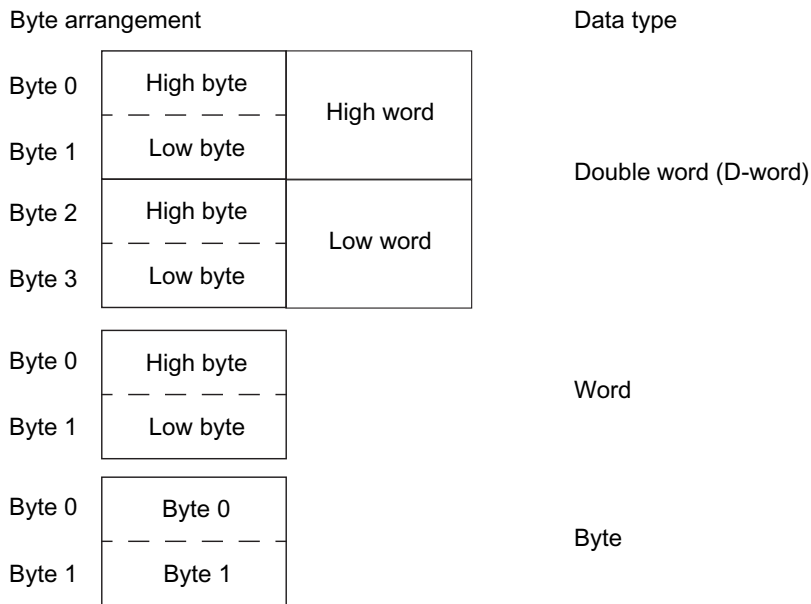 Byte arrangement
Data type
Byte 0
High byte
High word
Byte 1
Low byte
Double word (D-word)
Byte 2
High byte
Low word
Byte 3
Low byte
Byte 0
High byte
Word
Byte 1
Low byte
Byte 0
Byte 0
Byte
Byte 1
Byte 1